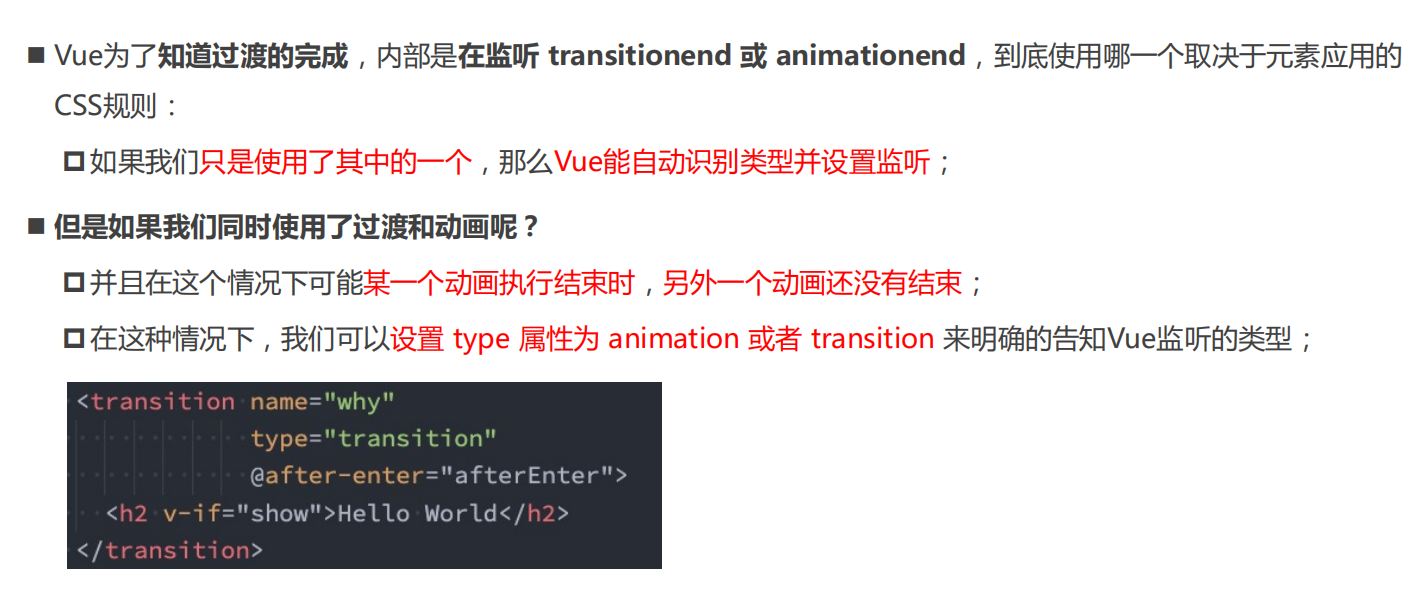 Vue为了知道过渡的完成，内部是在监听 transitionend 或 animationend，到底使用哪一个取决于元素应用的
CSS规则：
如果我们只是使用了其中的一个，那么Vue能自动识别类型并设置监听；
但是如果我们同时使用了过渡和动画呢？
并且在这个情况下可能某一个动画执行结束时，另外一个动画还没有结束；
在这种情况下，我们可以设置 type 属性为 animation 或者 transition 来明确的告知Vue监听的类型；
<transition name="why"
type="transition"
@after-enter="afterEnter">
<h2 v-if="show">Hello World</h2>
</transition>